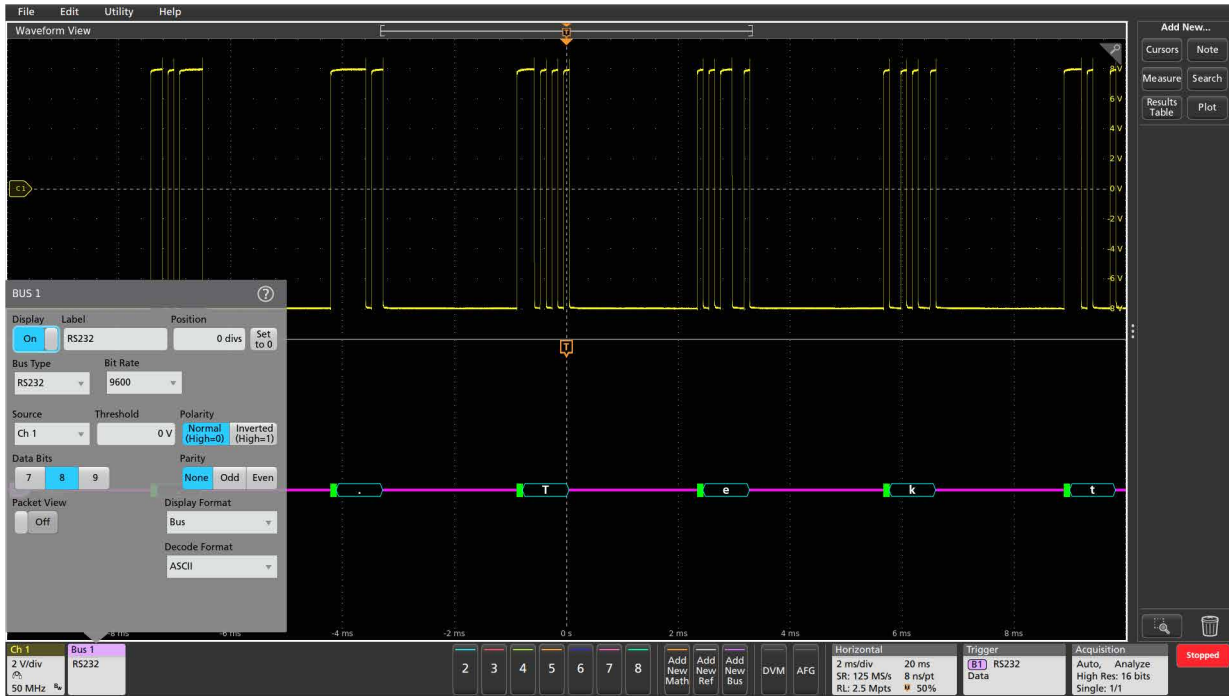 File Edit Utility Help
Waveform View
Add New...
Cursors Note
Measure Search
Results Table Plot
T
8 V
6 V
4 V
2 V
C1
0 V
-2 V
-4 V
-6 V
-8 V
BUS 1 ?
Display Label Position
On RS232 0 divs Set to 0
Bus Type Bit Rate
RS232 9600
Source Threshold Polarity
Ch 1 0 V Normal (High=0) Inverted (High=1)
Data Bits Parity
7 8 9 None Odd Even
Packet View Display Format
Off Bus
Decode Format
ASCII
T
. T e k t
-8 ms -6 ms -4 ms -2 ms 0 s 2 ms 4 ms 6 ms 8 ms
Ch 1
2 V/div
50 MHz Bw
Bus 1
RS232
2 3 4 5 6 7 8
Add New Math
Add New Ref
Add New Bus
DVM AFG
Horizontal
2 ms/div 20 ms
SR: 125 MS/s 8 ns/pt
RL: 2.5 Mpts 50%
Trigger
B1 RS232
Data
Acquisition
Auto, Analyze
High Res: 16 bits
Single: 1/1
Stopped